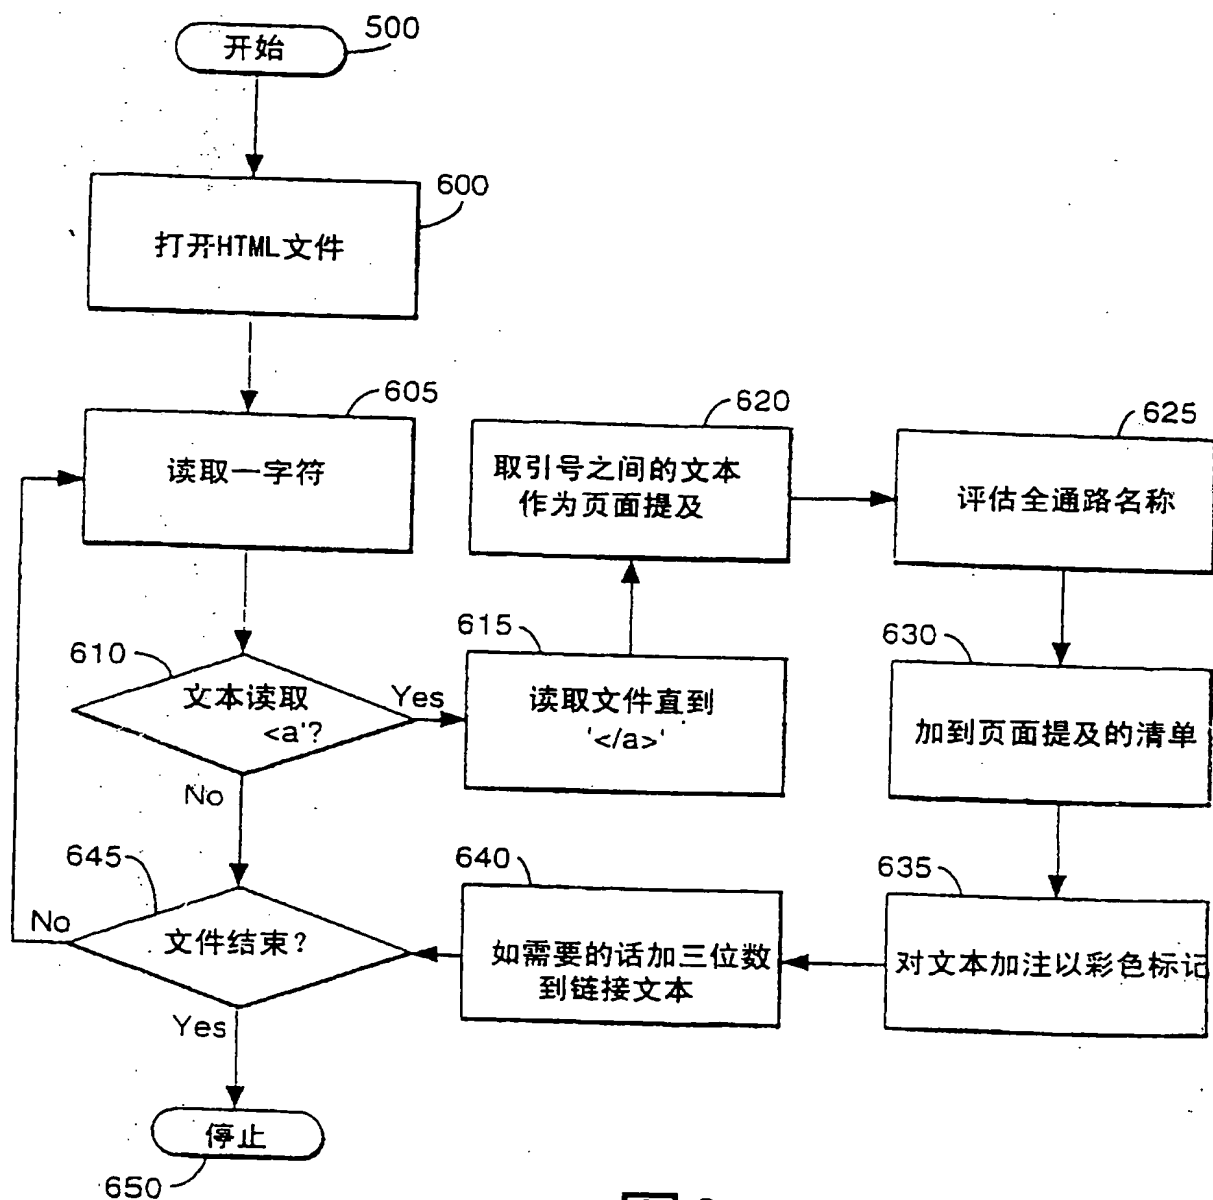 开始
500
打开HTML文件
600
读取一字符
605
文本读取
<a'?
610
Yes
No
读取文件直到
'</a>'
615
取引号之间的文本
作为页面提及
620
评估全通路名称
625
加到页面提及的清单
630
对文本加注以彩色标记
635
如需要的话加三位数
到链接文本
640
文件结束?
645
No
Yes
停止
650